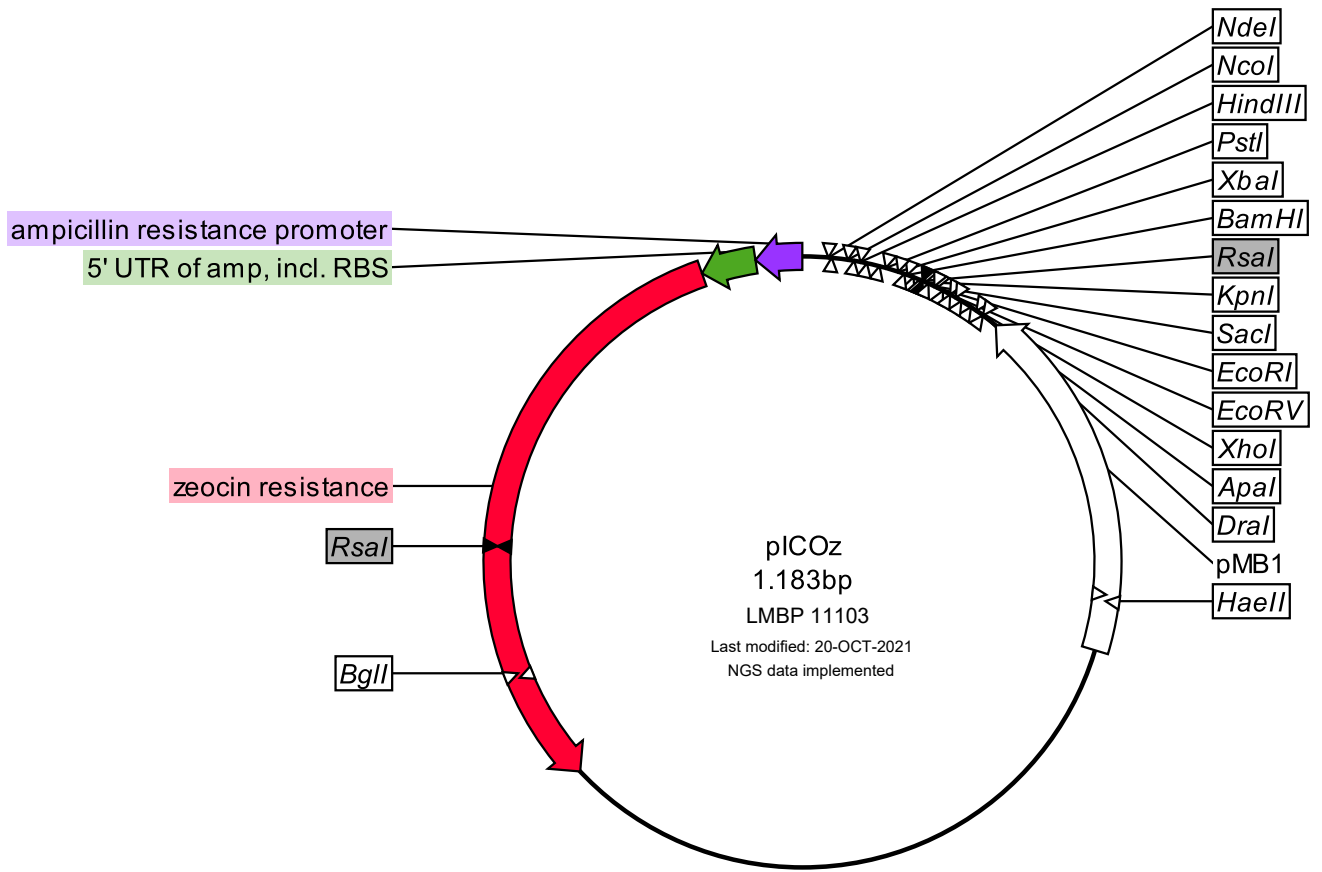 NdeI
NcoI
HindIII
PstI
XbaI
BamHI
RsaI
KpnI
SacI
EcoRI
EcoRV
XhoI
ApaI
DraI
pMB1
HaeII
ampicillin resistance promoter
5' UTR of amp, incl. RBS
zeocin resistance
RsaI
BglI
pICOz
1.183bp
LMBP 11103
Last modified: 20-OCT-2021
NGS data implemented